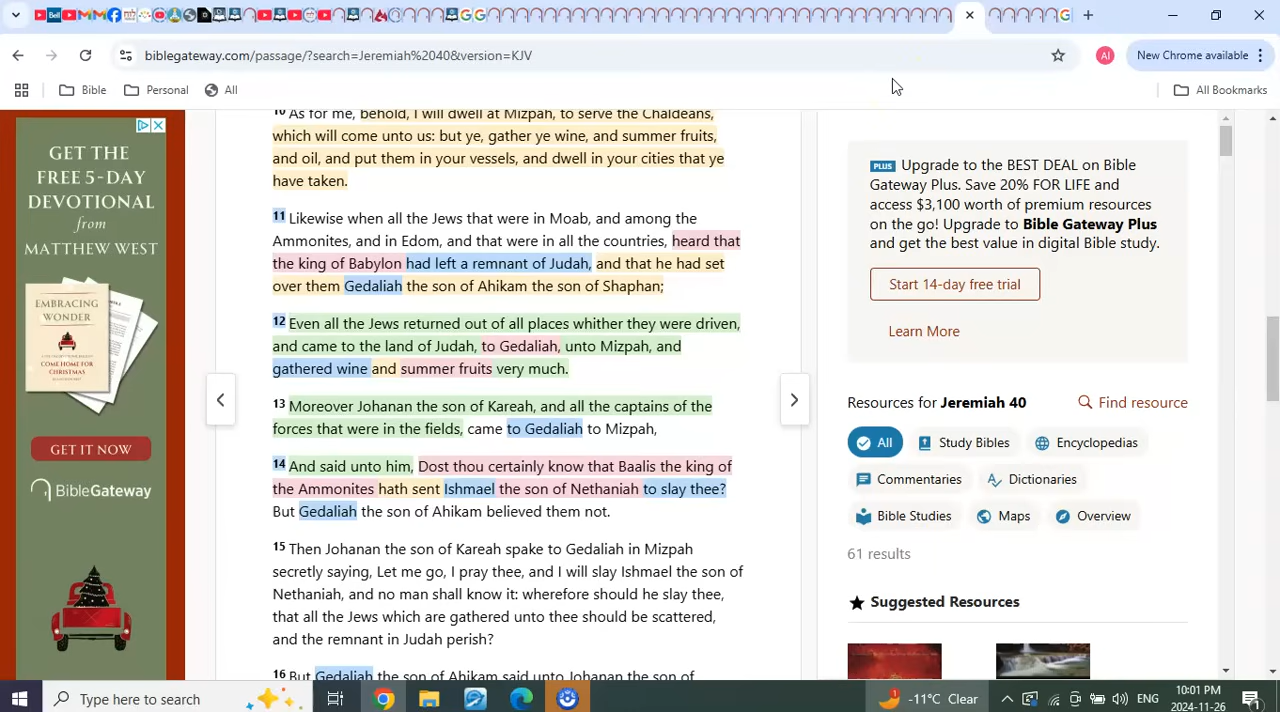 biblegateway.com/passage/?search=Jeremiah%2040&version=KJV
New Chrome available
Bible
Personal
All
All Bookmarks
GET THE
FREE 5-DAY
DEVOTIONAL
from
MATTHEW WEST
EMBRACING
WONDER
COME HOME FOR
CHRISTMAS
GET IT NOW
BibleGateway
10 As for me, behold, I will dwell at Mizpah, to serve the Chaldeans,
which will come unto us: but ye, gather ye wine, and summer fruits,
and oil, and put them in your vessels, and dwell in your cities that ye
have taken.
11 Likewise when all the Jews that were in Moab, and among the
Ammonites, and in Edom, and that were in all the countries, heard that
the king of Babylon had left a remnant of Judah, and that he had set
over them Gedaliah the son of Ahikam the son of Shaphan;
12 Even all the Jews returned out of all places whither they were driven,
and came to the land of Judah, to Gedaliah, unto Mizpah, and
gathered wine and summer fruits very much.
13 Moreover Johanan the son of Kareah, and all the captains of the
forces that were in the fields, came to Gedaliah to Mizpah,
14 And said unto him, Dost thou certainly know that Baalis the king of
the Ammonites hath sent Ishmael the son of Nethaniah to slay thee?
But Gedaliah the son of Ahikam believed them not.
15 Then Johanan the son of Kareah spake to Gedaliah in Mizpah
secretly saying, Let me go, I pray thee, and I will slay Ishmael the son of
Nethaniah, and no man shall know it: wherefore should he slay thee,
that all the Jews which are gathered unto thee should be scattered,
and the remnant in Judah perish?
16 But Gedaliah the son of Ahikam said unto Johanan the son of
PLUS Upgrade to the BEST DEAL on Bible
Gateway Plus. Save 20% FOR LIFE and
access $3,100 worth of premium resources
on the go! Upgrade to Bible Gateway Plus
and get the best value in digital Bible study.
Start 14-day free trial
Learn More
Resources for Jeremiah 40
Find resource
All
Study Bibles
Encyclopedias
Commentaries
Dictionaries
Bible Studies
Maps
Overview
61 results
Suggested Resources
Type here to search
-11°C Clear
ENG
10:01 PM
2024-11-26